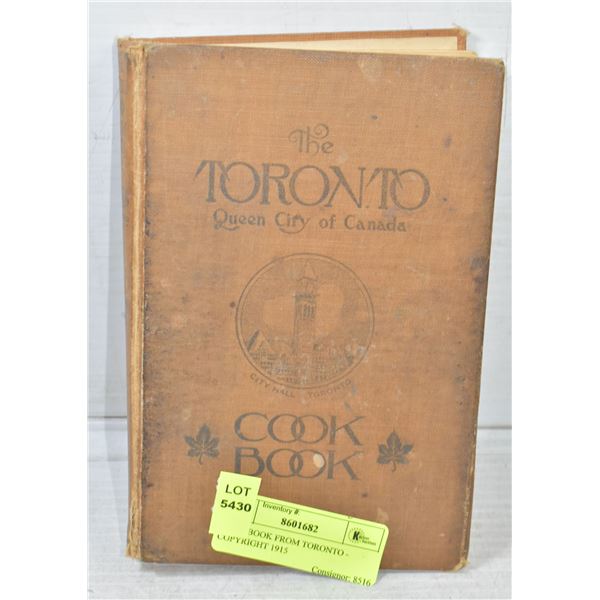 The
TORONTO
Queen City of Canada
CITY HALL TORONTO
COOK
BOOK
LOT
5430
Inventory #:
8601682
BOOK FROM TORONTO -
COPYRIGHT 1915
Consignor: 8516